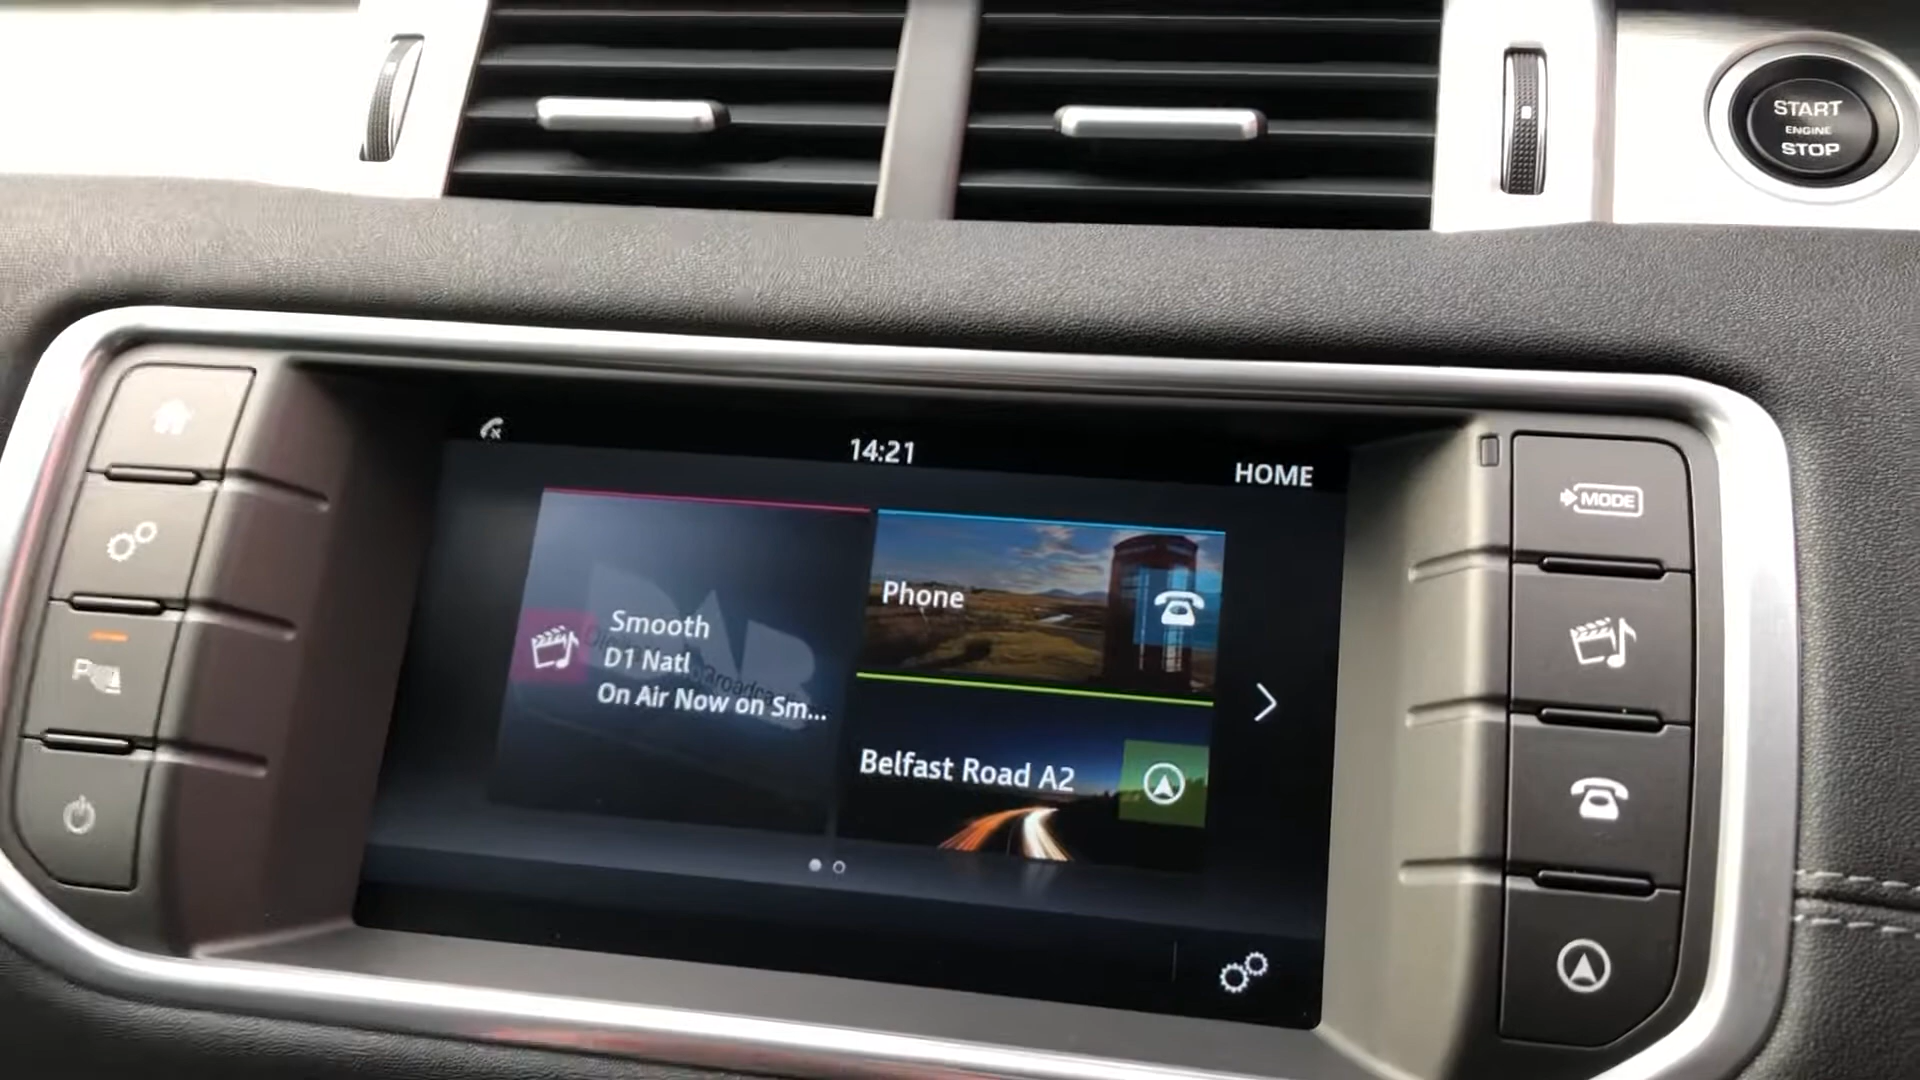 START
ENGINE
STOP
14:21
HOME
MODE
Smooth
D1 Natl
On Air Now on Sm...
Phone
Belfast Road A2
DAB